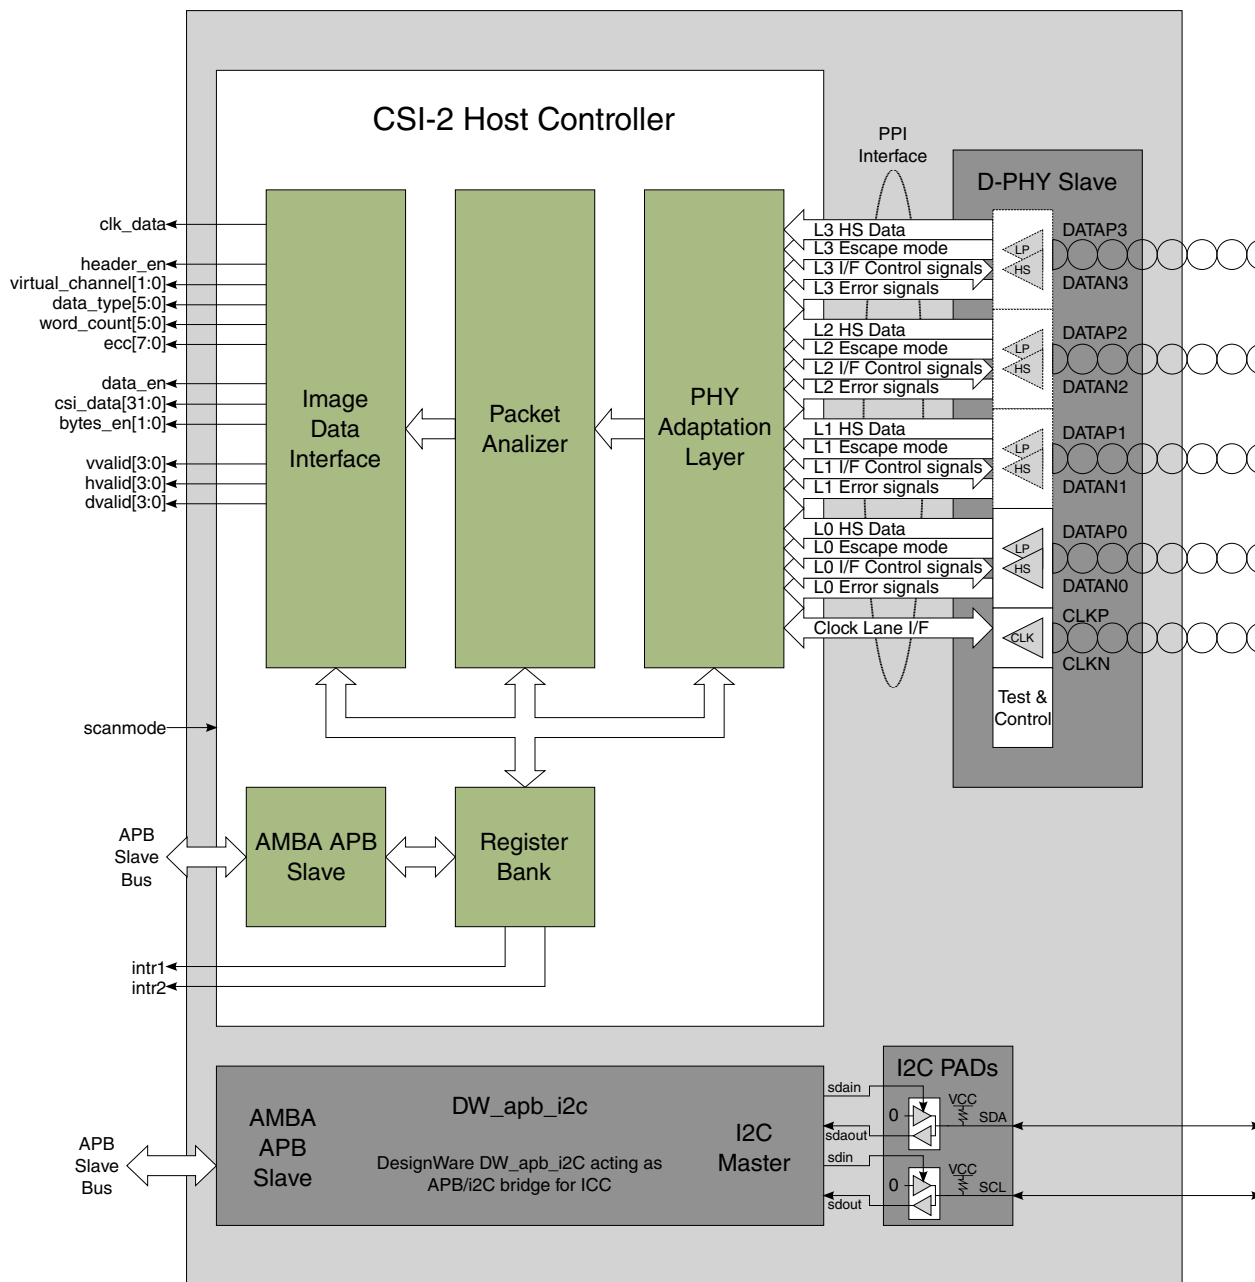 CSI-2 Host Controller
PPI
Interface
D-PHY Slave
clk_data
header_en
virtual_channel[1:0]
data_type[5:0]
word_count[5:0]
ecc[7:0]
data_en
csi_data[31:0]
bytes_en[1:0]
vvalid[3:0]
hvalid[3:0]
dvalid[3:0]
Image
Data
Interface
Packet
Analizer
PHY
Adaptation
Layer
L3 HS Data
L3 Escape mode
L3 I/F Control signals
L3 Error signals
L2 HS Data
L2 Escape mode
L2 I/F Control signals
L2 Error signals
L1 HS Data
L1 Escape mode
L1 I/F Control signals
L1 Error signals
L0 HS Data
L0 Escape mode
L0 I/F Control signals
L0 Error signals
Clock Lane I/F
LP
HS
LP
HS
LP
HS
LP
HS
CLK
Test &
Control
DATAP3
DATAN3
DATAP2
DATAN2
DATAP1
DATAN1
DATAP0
DATAN0
CLKP
CLKN
scanmode
APB
Slave
Bus
AMBA APB
Slave
Register
Bank
intr1
intr2
APB
Slave
Bus
AMBA
APB
Slave
DW_apb_i2c
DesignWare DW_apb_i2C acting as
APB/i2C bridge for ICC
I2C
Master
sdain
sdaout
sdin
sdout
I2C PADs
0
VCC
SDA
0
VCC
SCL